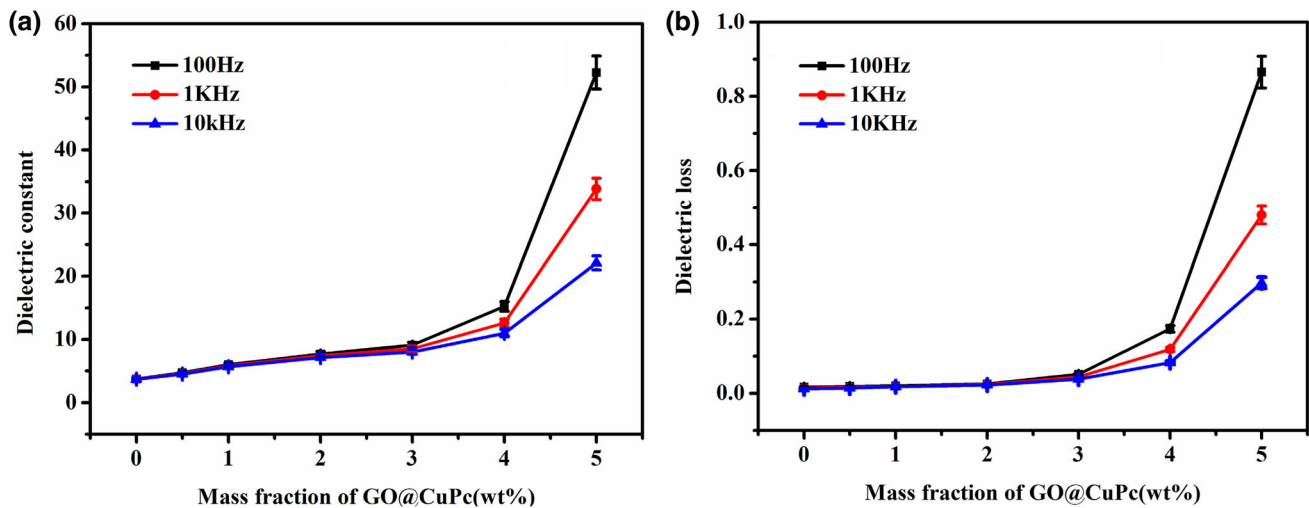 (a)
60
50
40
30
20
10
0
Dielectric constant
100Hz
1KHz
10kHz
0 1 2 3 4 5
Mass fraction of GO@CuPc(wt%)
(b)
1.0
0.8
0.6
0.4
0.2
0.0
Dielectric loss
100Hz
1KHz
10KHz
0 1 2 3 4 5
Mass fraction of GO@CuPc(wt%)